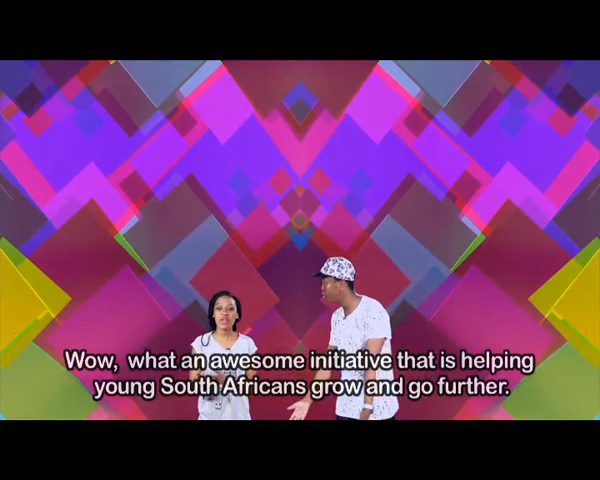 Wow,  what an awesome initiative that is helping
young South Africans grow and go further.